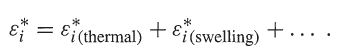 ε*ᵢ = ε*ᵢ(thermal) + ε*ᵢ(swelling) + . . . .